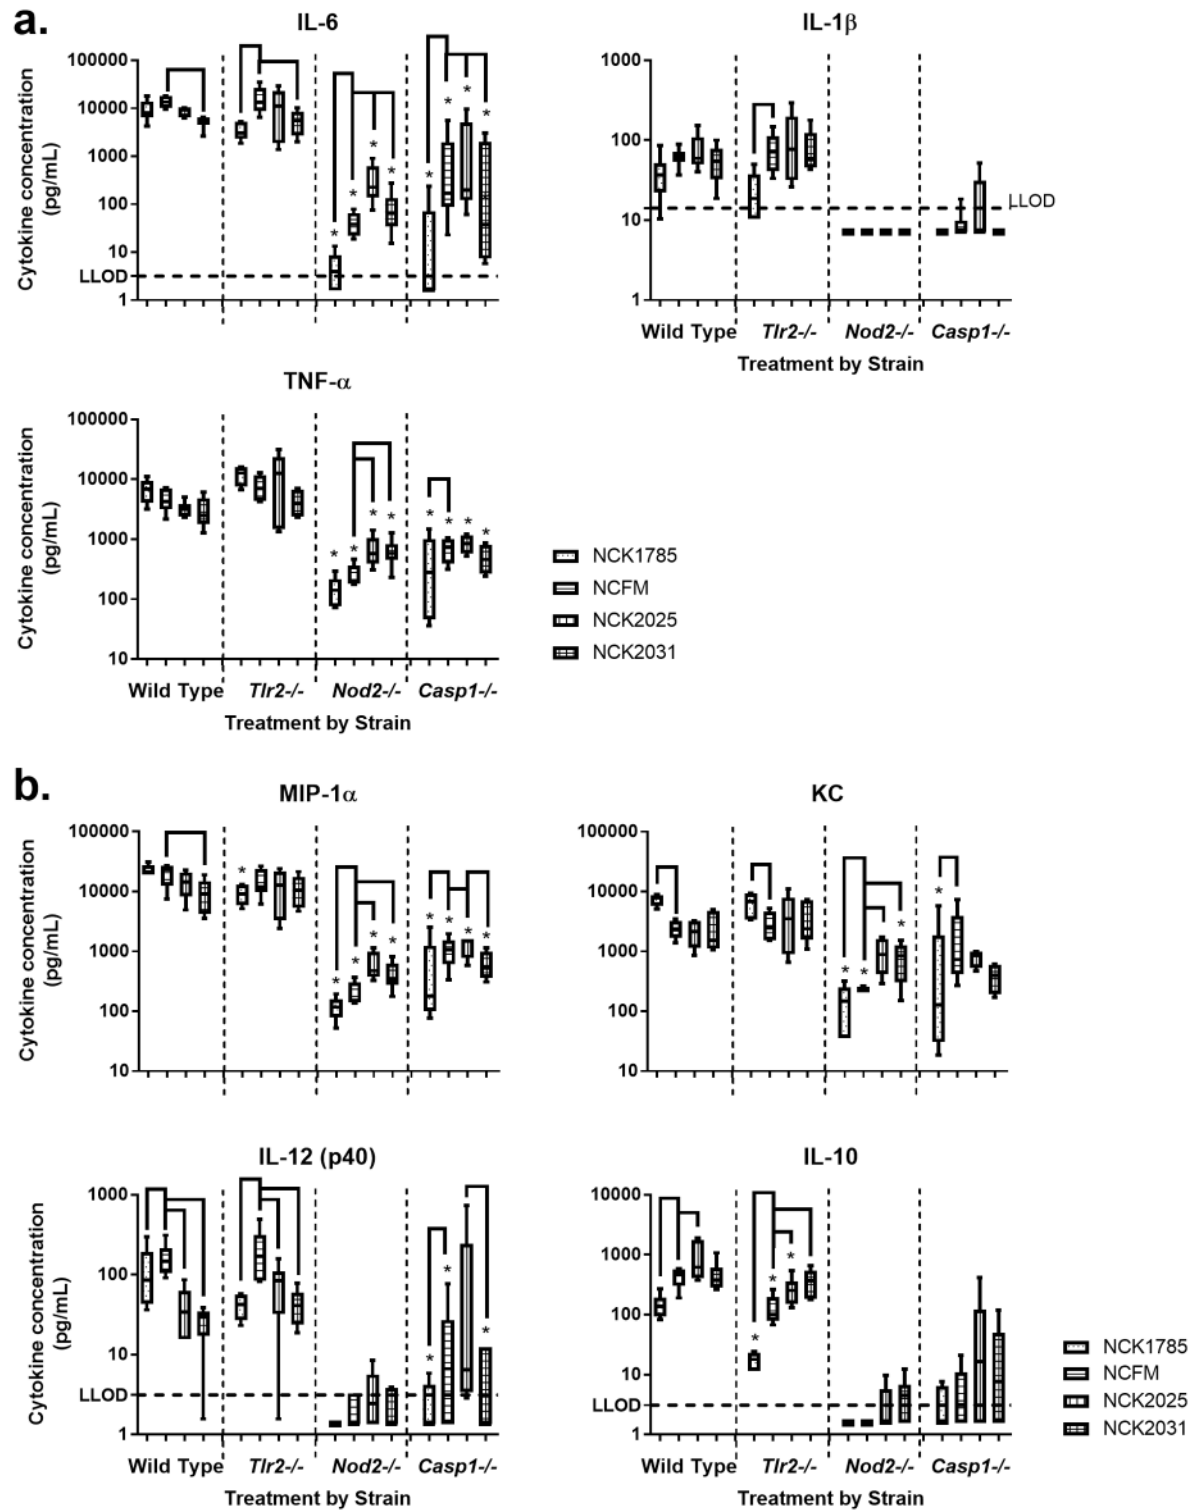 a.
IL-6
Cytokine concentration
(pg/mL)
100000
10000
1000
100
10
LLOD
1
* * * * * * * *
IL-1β
1000
100
10
1
LLOD
Wild Type Tlr2-/- Nod2-/- Casp1-/-
Treatment by Strain
TNF-α
Cytokine concentration
(pg/mL)
100000
10000
1000
100
10
* * * * * * * *
Wild Type Tlr2-/- Nod2-/- Casp1-/-
Treatment by Strain
NCK1785
NCFM
NCK2025
NCK2031
b.
MIP-1α
Cytokine concentration
(pg/mL)
100000
10000
1000
100
10
* * * * * * * * *
KC
100000
10000
1000
100
10
* * * *
IL-12 (p40)
Cytokine concentration
(pg/mL)
1000
100
10
LLOD
1
* * *
Wild Type Tlr2-/- Nod2-/- Casp1-/-
Treatment by Strain
IL-10
10000
1000
100
10
LLOD
1
* * *
Wild Type Tlr2-/- Nod2-/- Casp1-/-
Treatment by Strain
NCK1785
NCFM
NCK2025
NCK2031